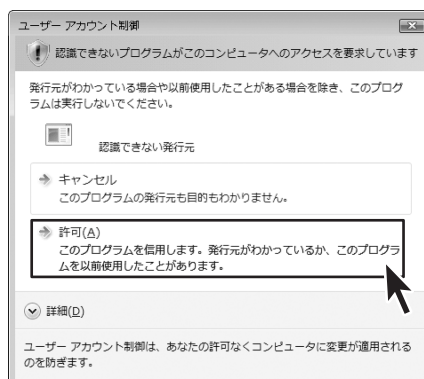 ユーザー アカウント制御
認識できないプログラムがこのコンピュータへのアクセスを要求しています
発行元がわかっている場合や以前使用したことがある場合を除き、このプログ
ラムは実行しないでください。
認識できない発行元
キャンセル
このプログラムの発行元も目的もわかりません。
許可(A)
このプログラムを信用します。発行元がわかっているか、このプログラ
ムを以前使用したことがあります。
詳細(D)
ユーザー アカウント制御は、あなたの許可なくコンピュータに変更が適用される
のを防ぎます。